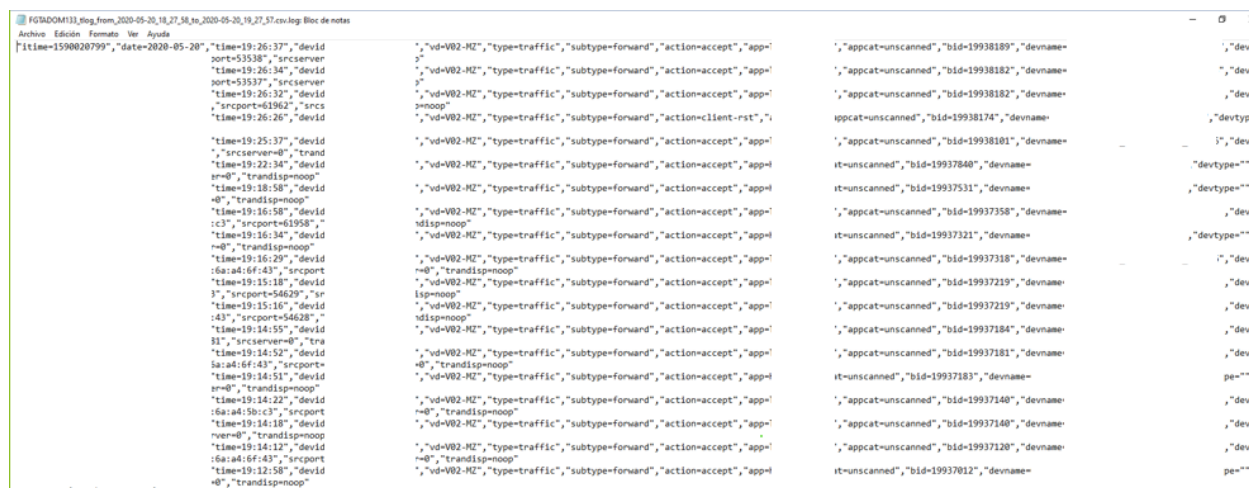 FGTADOM133_tlog_from_2020-05-20_18_27_58_to_2020-05-20_19_27_57.csv.log: Bloc de notas
Archivo Edición Formato Ver Ayuda
"itime=1590020799","date=2020-05-20","time=19:26:37","devid ","vd=V02-MZ","type=traffic","subtype=forward","action=accept","app= ","appcat=unscanned","bid=19938189","devname= ","dev
port=53538","srcserver p"
"time=19:26:34","devid ","vd=V02-MZ","type=traffic","subtype=forward","action=accept","app= ","appcat=unscanned","bid=19938182","devname= ","dev
port=53537","srcserver p"
"time=19:26:32","devid ","vd=V02-MZ","type=traffic","subtype=forward","action=accept","app= ","appcat=unscanned","bid=19938182","devname= ,"dev
,"srcport=61962","srcs p=noop"
"time=19:26:26","devid ","vd=V02-MZ","type=traffic","subtype=forward","action=client-rst"," appcat=unscanned","bid=19938174","devname= ,"devtyp
"time=19:25:37","devid ","vd=V02-MZ","type=traffic","subtype=forward","action=accept","app= ","appcat=unscanned","bid=19938101","devname= ","dev
","srcserver=0","trand
"time=19:22:34","devid ","vd=V02-MZ","type=traffic","subtype=forward","action=accept","app= at=unscanned","bid=19937840","devname= "devtype=""
er=0","trandisp=noop"
"time=19:18:58","devid ","vd=V02-MZ","type=traffic","subtype=forward","action=accept","app= at=unscanned","bid=19937531","devname= ,"devtype=""
=0","trandisp=noop"
"time=19:16:58","devid ","vd=V02-MZ","type=traffic","subtype=forward","action=accept","app= ","appcat=unscanned","bid=19937358","devname= ,"dev
:c3","srcport=61958"," ndisp=noop"
"time=19:16:34","devid ","vd=V02-MZ","type=traffic","subtype=forward","action=accept","app= at=unscanned","bid=19937321","devname= ,"devtype=""
r=0","trandisp=noop"
"time=19:16:29","devid ","vd=V02-MZ","type=traffic","subtype=forward","action=accept","app= ","appcat=unscanned","bid=19937318","devname= ","dev
:6a:a4:6f:43","srcport r=0","trandisp=noop"
"time=19:15:18","devid ","vd=V02-MZ","type=traffic","subtype=forward","action=accept","app= ","appcat=unscanned","bid=19937219","devname= ,"dev
3","srcport=54629","sr isp=noop"
"time=19:15:16","devid ","vd=V02-MZ","type=traffic","subtype=forward","action=accept","app= ","appcat=unscanned","bid=19937219","devname= ,"dev
:43","srcport=54628"," ndisp=noop"
"time=19:14:55","devid ","vd=V02-MZ","type=traffic","subtype=forward","action=accept","app= ","appcat=unscanned","bid=19937184","devname= ,"dev
31","srcserver=0","tra
"time=19:14:52","devid ","vd=V02-MZ","type=traffic","subtype=forward","action=accept","app= ","appcat=unscanned","bid=19937181","devname= ,"dev
5a:a4:6f:43","srcport= =0","trandisp=noop"
"time=19:14:51","devid ","vd=V02-MZ","type=traffic","subtype=forward","action=accept","app= at=unscanned","bid=19937183","devname= pe=""
er=0","trandisp=noop"
"time=19:14:22","devid ","vd=V02-MZ","type=traffic","subtype=forward","action=accept","app= ","appcat=unscanned","bid=19937140","devname= ,"dev
:6a:a4:5b:c3","srcport r=0","trandisp=noop"
"time=19:14:18","devid ","vd=V02-MZ","type=traffic","subtype=forward","action=accept","app= ","appcat=unscanned","bid=19937140","devname= ,"dev
rver=0","trandisp=noop
"time=19:14:12","devid ","vd=V02-MZ","type=traffic","subtype=forward","action=accept","app= ","appcat=unscanned","bid=19937120","devname= ,"dev
:6a:a4:6f:43","srcport r=0","trandisp=noop"
"time=19:12:58","devid ","vd=V02-MZ","type=traffic","subtype=forward","action=accept","app= at=unscanned","bid=19937012","devname= pe=""
=0","trandisp=noop"